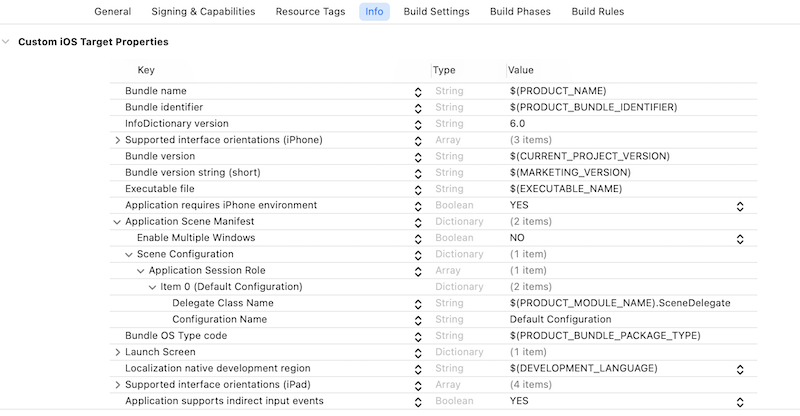 General Signing & Capabilities Resource Tags Info Build Settings Build Phases Build Rules
Custom iOS Target Properties
Key Type Value
Bundle name String $(PRODUCT_NAME)
Bundle identifier String $(PRODUCT_BUNDLE_IDENTIFIER)
InfoDictionary version String 6.0
Supported interface orientations (iPhone) Array (3 items)
Bundle version String $(CURRENT_PROJECT_VERSION)
Bundle version string (short) String $(MARKETING_VERSION)
Executable file String $(EXECUTABLE_NAME)
Application requires iPhone environment Boolean YES
Application Scene Manifest Dictionary (2 items)
Enable Multiple Windows Boolean NO
Scene Configuration Dictionary (1 item)
Application Session Role Array (1 item)
Item 0 (Default Configuration) Dictionary (2 items)
Delegate Class Name String $(PRODUCT_MODULE_NAME).SceneDelegate
Configuration Name String Default Configuration
Bundle OS Type code String $(PRODUCT_BUNDLE_PACKAGE_TYPE)
Launch Screen Dictionary (1 item)
Localization native development region String $(DEVELOPMENT_LANGUAGE)
Supported interface orientations (iPad) Array (4 items)
Application supports indirect input events Boolean YES